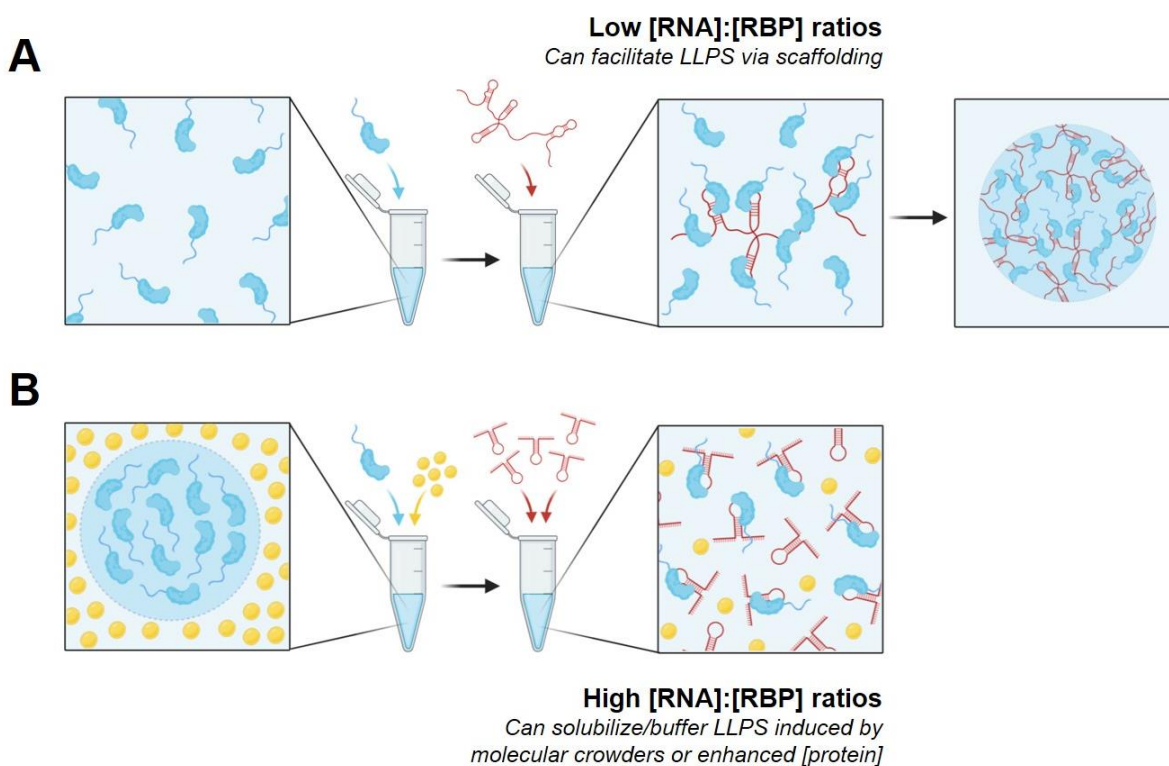 Low [RNA]:[RBP] ratios
Can facilitate LLPS via scaffolding
A
B
High [RNA]:[RBP] ratios
Can solubilize/buffer LLPS induced by
molecular crowders or enhanced [protein]